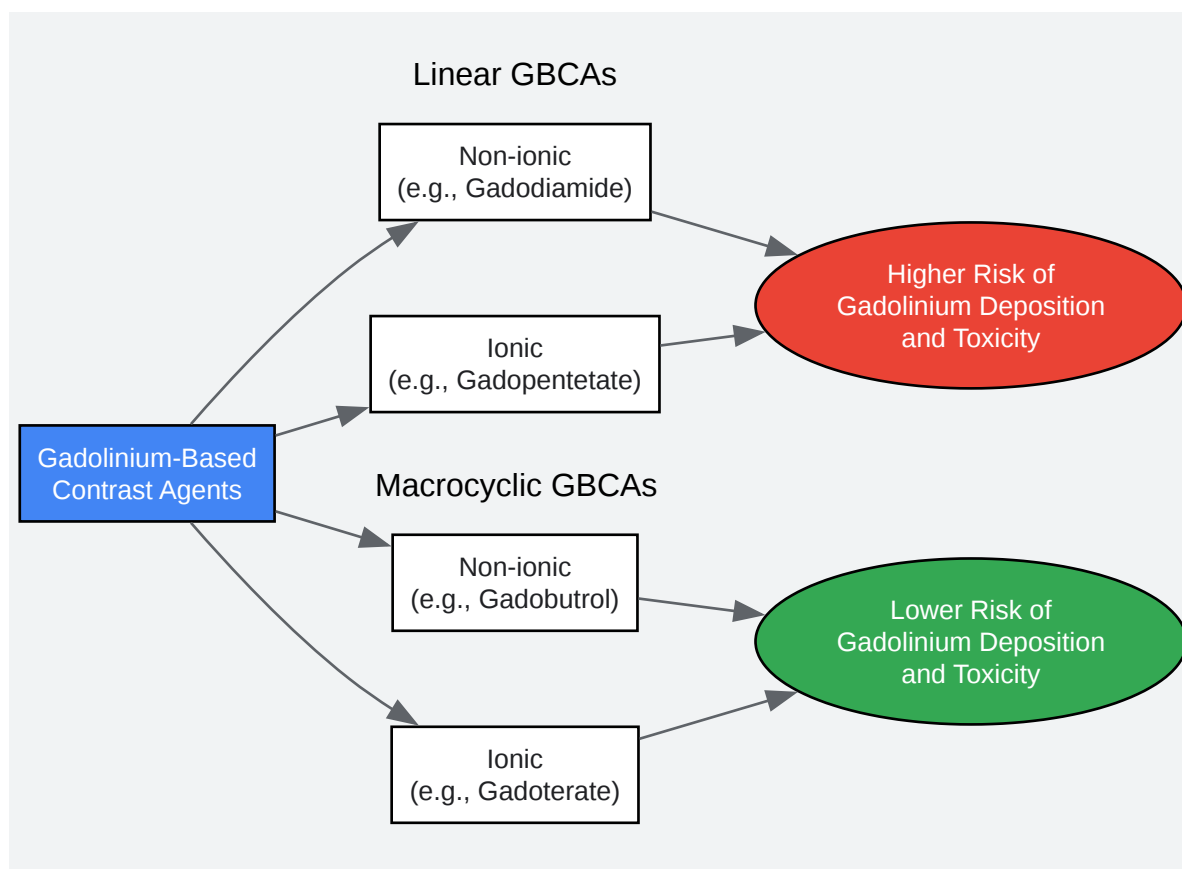 Linear GBCAs
Non-ionic
(e.g., Gadodiamide)
Higher Risk of
Gadolinium Deposition
and Toxicity
Ionic
(e.g., Gadopentetate)
Gadolinium-Based
Contrast Agents
Macrocyclic GBCAs
Non-ionic
(e.g., Gadobutrol)
Lower Risk of
Gadolinium Deposition
and Toxicity
Ionic
(e.g., Gadoterate)